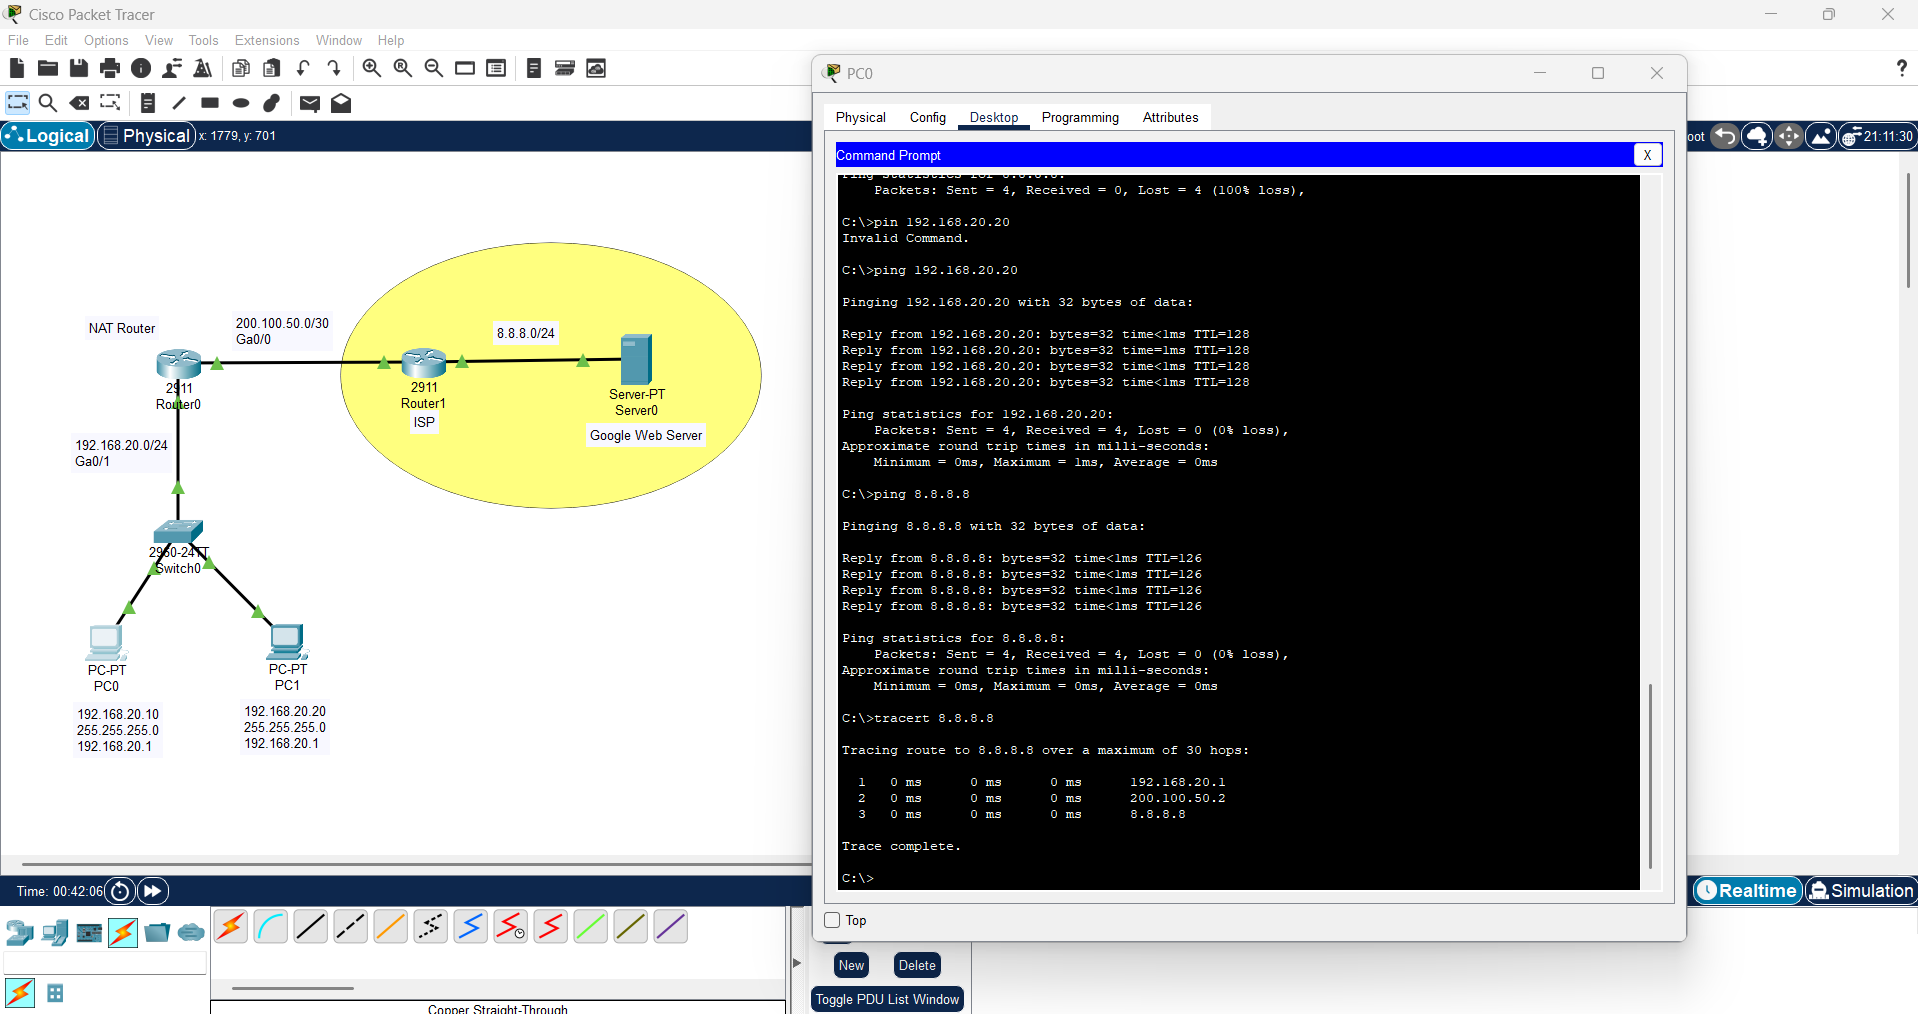 Cisco Packet Tracer
File Edit Options View Tools Extensions Window Help
?
Logical Physical x: 1779, y: 701
oot 21:11:30
NAT Router
200.100.50.0/30
Ga0/0
8.8.8.0/24
2911
Router0
2911
Router1
ISP
Server-PT
Server0
Google Web Server
192.168.20.0/24
Ga0/1
2960-24TT
Switch0
PC-PT
PC0
PC-PT
PC1
192.168.20.10
255.255.255.0
192.168.20.1
192.168.20.20
255.255.255.0
192.168.20.1
PC0
Physical Config Desktop Programming Attributes
Command Prompt X
Ping statistics for 8.8.8.8:
Packets: Sent = 4, Received = 0, Lost = 4 (100% loss),
C:\>pin 192.168.20.20
Invalid Command.
C:\>ping 192.168.20.20
Pinging 192.168.20.20 with 32 bytes of data:
Reply from 192.168.20.20: bytes=32 time<1ms TTL=128
Reply from 192.168.20.20: bytes=32 time=1ms TTL=128
Reply from 192.168.20.20: bytes=32 time<1ms TTL=128
Reply from 192.168.20.20: bytes=32 time<1ms TTL=128
Ping statistics for 192.168.20.20:
Packets: Sent = 4, Received = 4, Lost = 0 (0% loss),
Approximate round trip times in milli-seconds:
Minimum = 0ms, Maximum = 1ms, Average = 0ms
C:\>ping 8.8.8.8
Pinging 8.8.8.8 with 32 bytes of data:
Reply from 8.8.8.8: bytes=32 time<1ms TTL=126
Reply from 8.8.8.8: bytes=32 time<1ms TTL=126
Reply from 8.8.8.8: bytes=32 time<1ms TTL=126
Reply from 8.8.8.8: bytes=32 time<1ms TTL=126
Ping statistics for 8.8.8.8:
Packets: Sent = 4, Received = 4, Lost = 0 (0% loss),
Approximate round trip times in milli-seconds:
Minimum = 0ms, Maximum = 0ms, Average = 0ms
C:\>tracert 8.8.8.8
Tracing route to 8.8.8.8 over a maximum of 30 hops:
1 0 ms 0 ms 0 ms 192.168.20.1
2 0 ms 0 ms 0 ms 200.100.50.2
3 0 ms 0 ms 0 ms 8.8.8.8
Trace complete.
C:\>
Top
Time: 00:42:06
Realtime Simulation
New Delete
Toggle PDU List Window
Copper Straight-Through